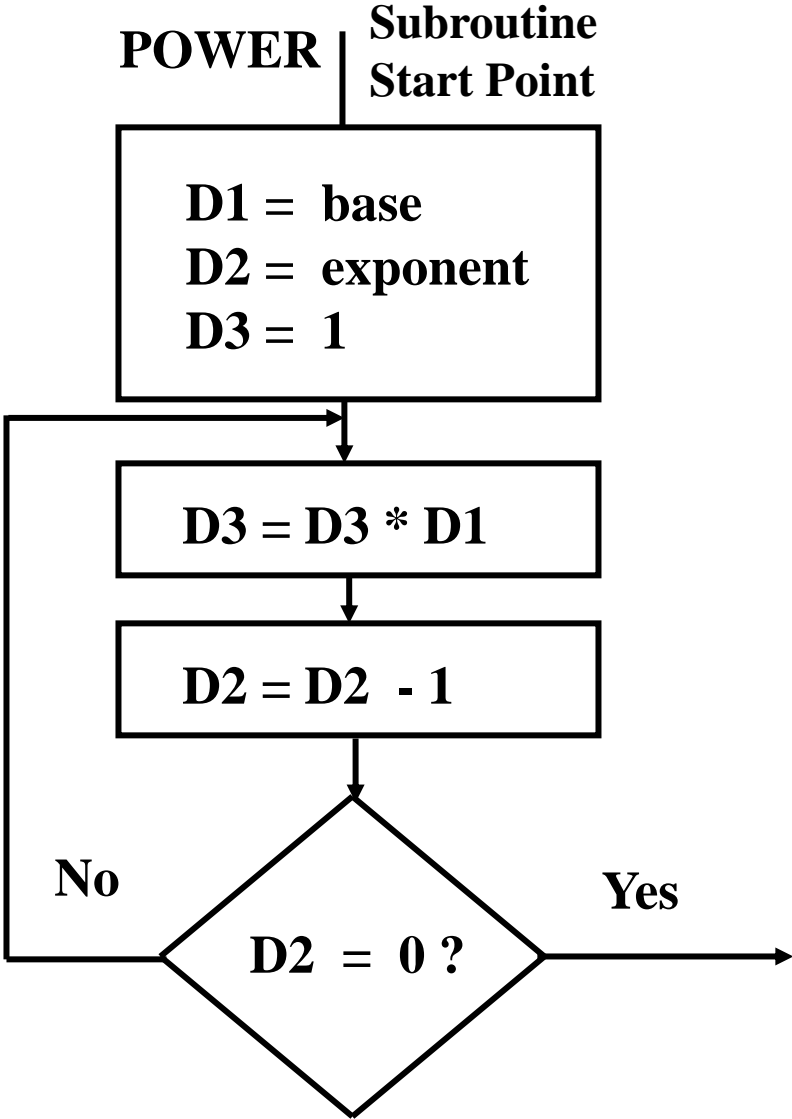 POWER
Subroutine
Start Point
D1 = base
D2 = exponent
D3 = 1
D3 = D3 * D1
D2 = D2 - 1
No
Yes
D2 = 0 ?